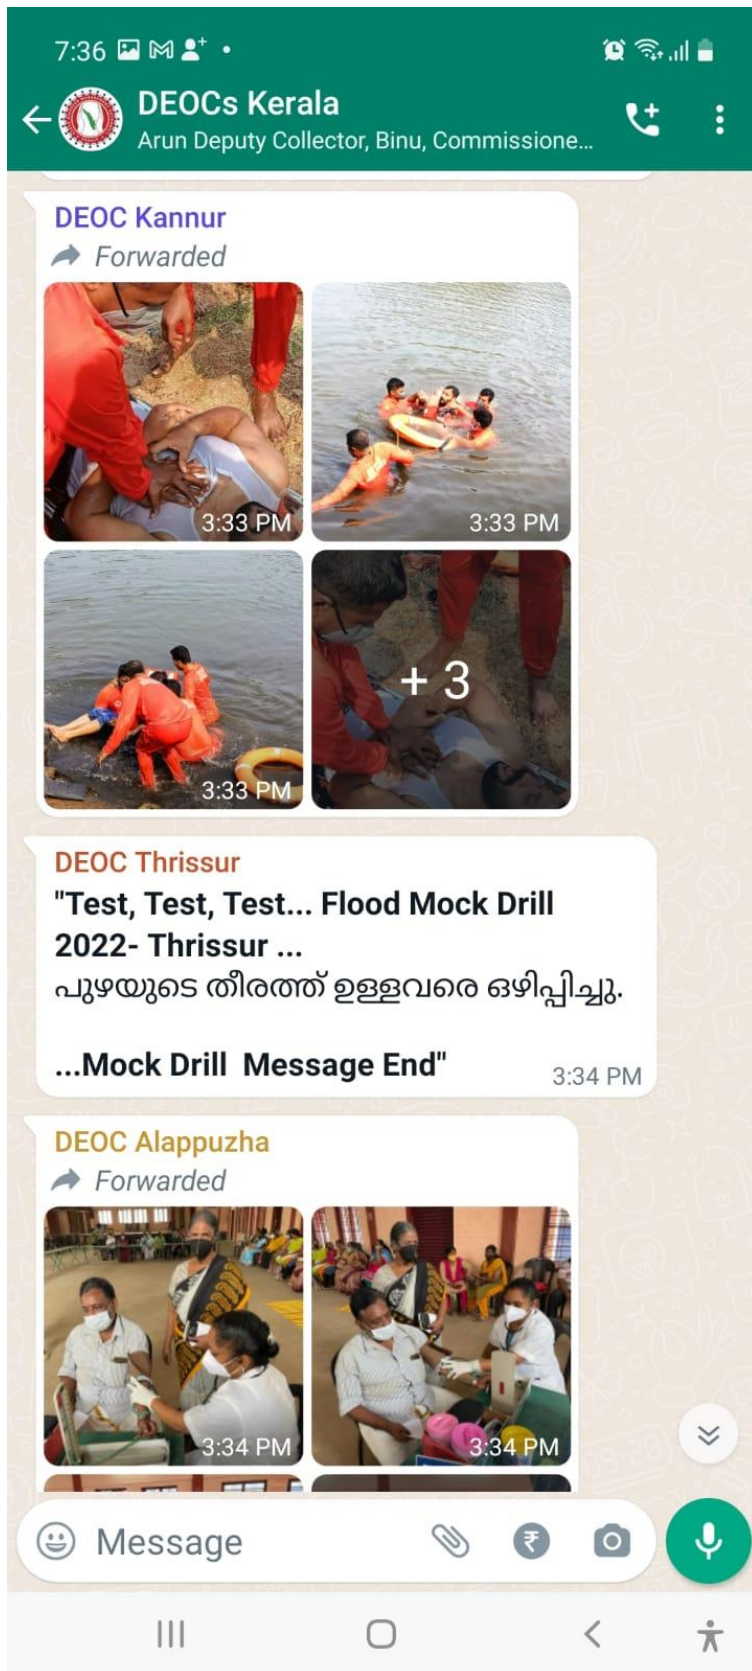 7:36
DEOCs Kerala
Arun Deputy Collector, Binu, Commissione...
DEOC Kannur
Forwarded
3:33 PM
3:33 PM
3:33 PM
+ 3
DEOC Thrissur
"Test, Test, Test... Flood Mock Drill
2022- Thrissur ...
പുഴയുടെ തീരത്ത് ഉള്ളവരെ ഒഴിപ്പിച്ചു.
...Mock Drill  Message End"
3:34 PM
DEOC Alappuzha
Forwarded
3:34 PM
3:34 PM
Message